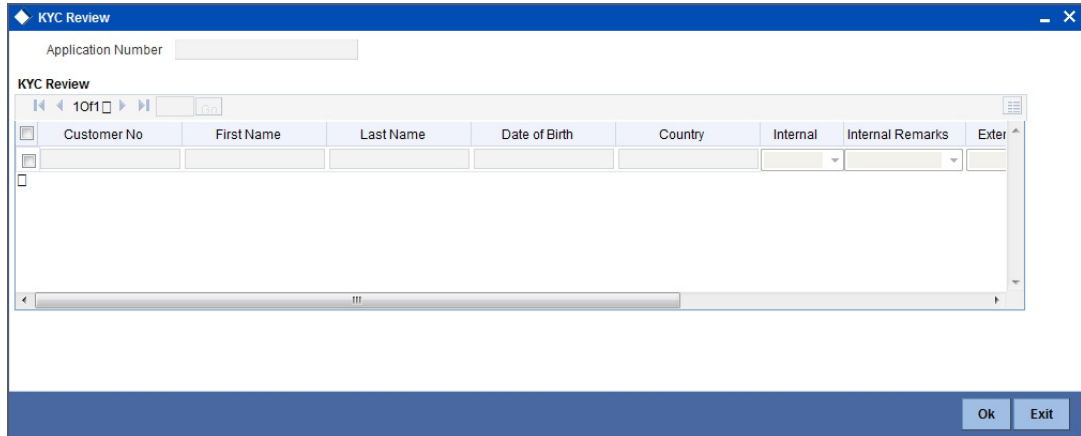 KYC Review
Application Number
KYC Review
1Of1
Go
Customer No First Name Last Name Date of Birth Country Internal Internal Remarks Exter
Ok Exit